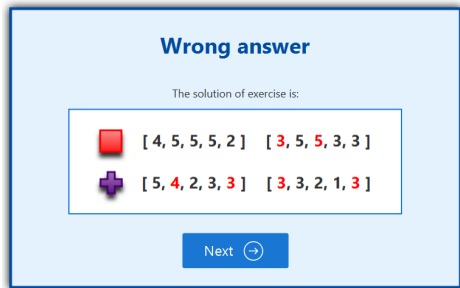 Wrong answer
The solution of exercise is:
[ 4, 5, 5, 5, 2 ] [ 3, 5, 5, 3, 3 ]
[ 5, 4, 2, 3, 3 ] [ 3, 3, 2, 1, 3 ]
Next